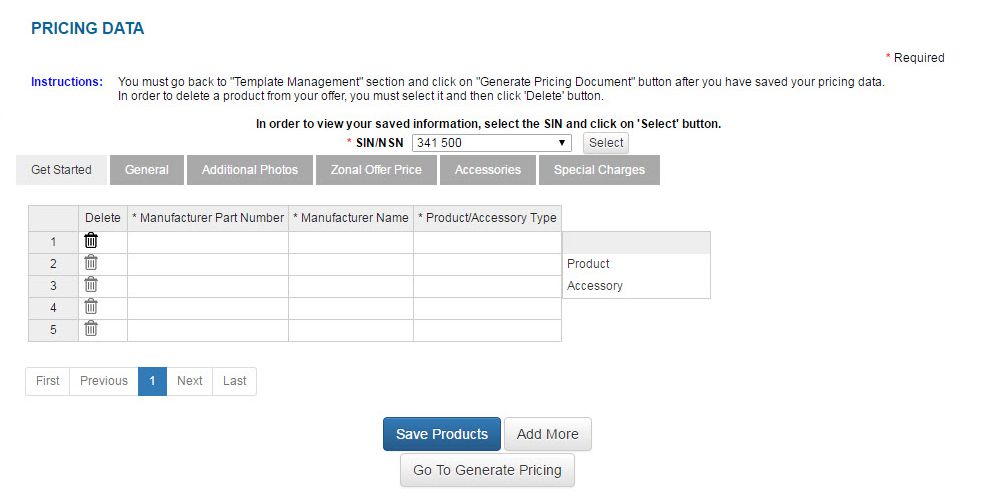 PRICING DATA
* Required
Instructions: You must go back to "Template Management" section and click on "Generate Pricing Document" button after you have saved your pricing data.
In order to delete a product from your offer, you must select it and then click 'Delete' button.
In order to view your saved information, select the SIN and click on 'Select' button.
* SIN/NSN 341 500 Select
Get Started General Additional Photos Zonal Offer Price Accessories Special Charges
Delete * Manufacturer Part Number * Manufacturer Name * Product/Accessory Type
1
2 Product
3 Accessory
4
5
First Previous 1 Next Last
Save Products Add More
Go To Generate Pricing